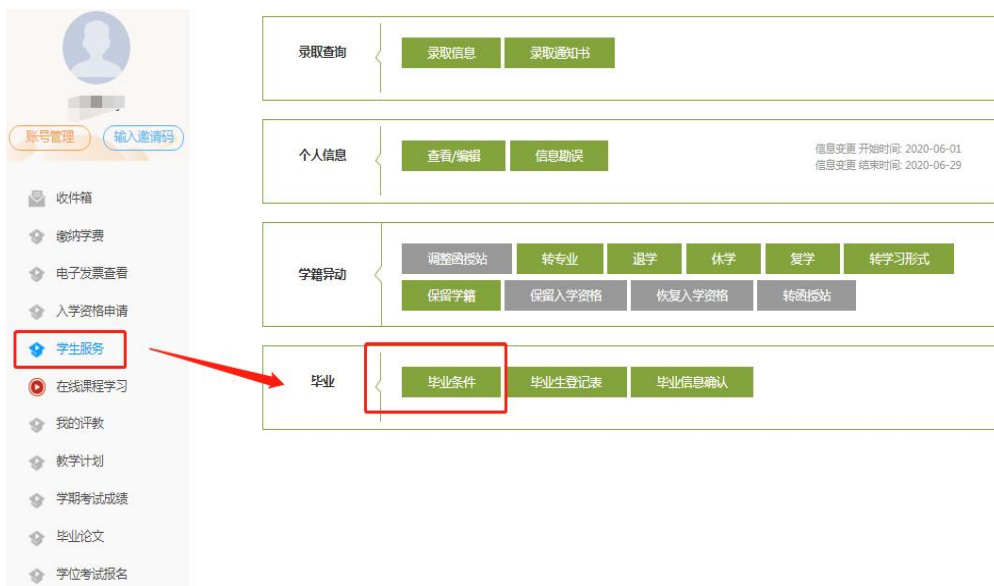 账号管理
输入邀请码
收件箱
缴纳学费
电子发票查看
入学资格申请
学生服务
在线课程学习
我的评教
教学计划
学期考试成绩
毕业论文
学位考试报名
录取查询
录取信息
录取通知书
个人信息
查看/编辑
信息勘误
信息变更 开始时间: 2020-06-01
信息变更 结束时间: 2020-06-29
学籍异动
调整函授站
转专业
退学
休学
复学
转学习形式
保留学籍
保留入学资格
恢复入学资格
转函授站
毕业
毕业条件
毕业生登记表
毕业信息确认